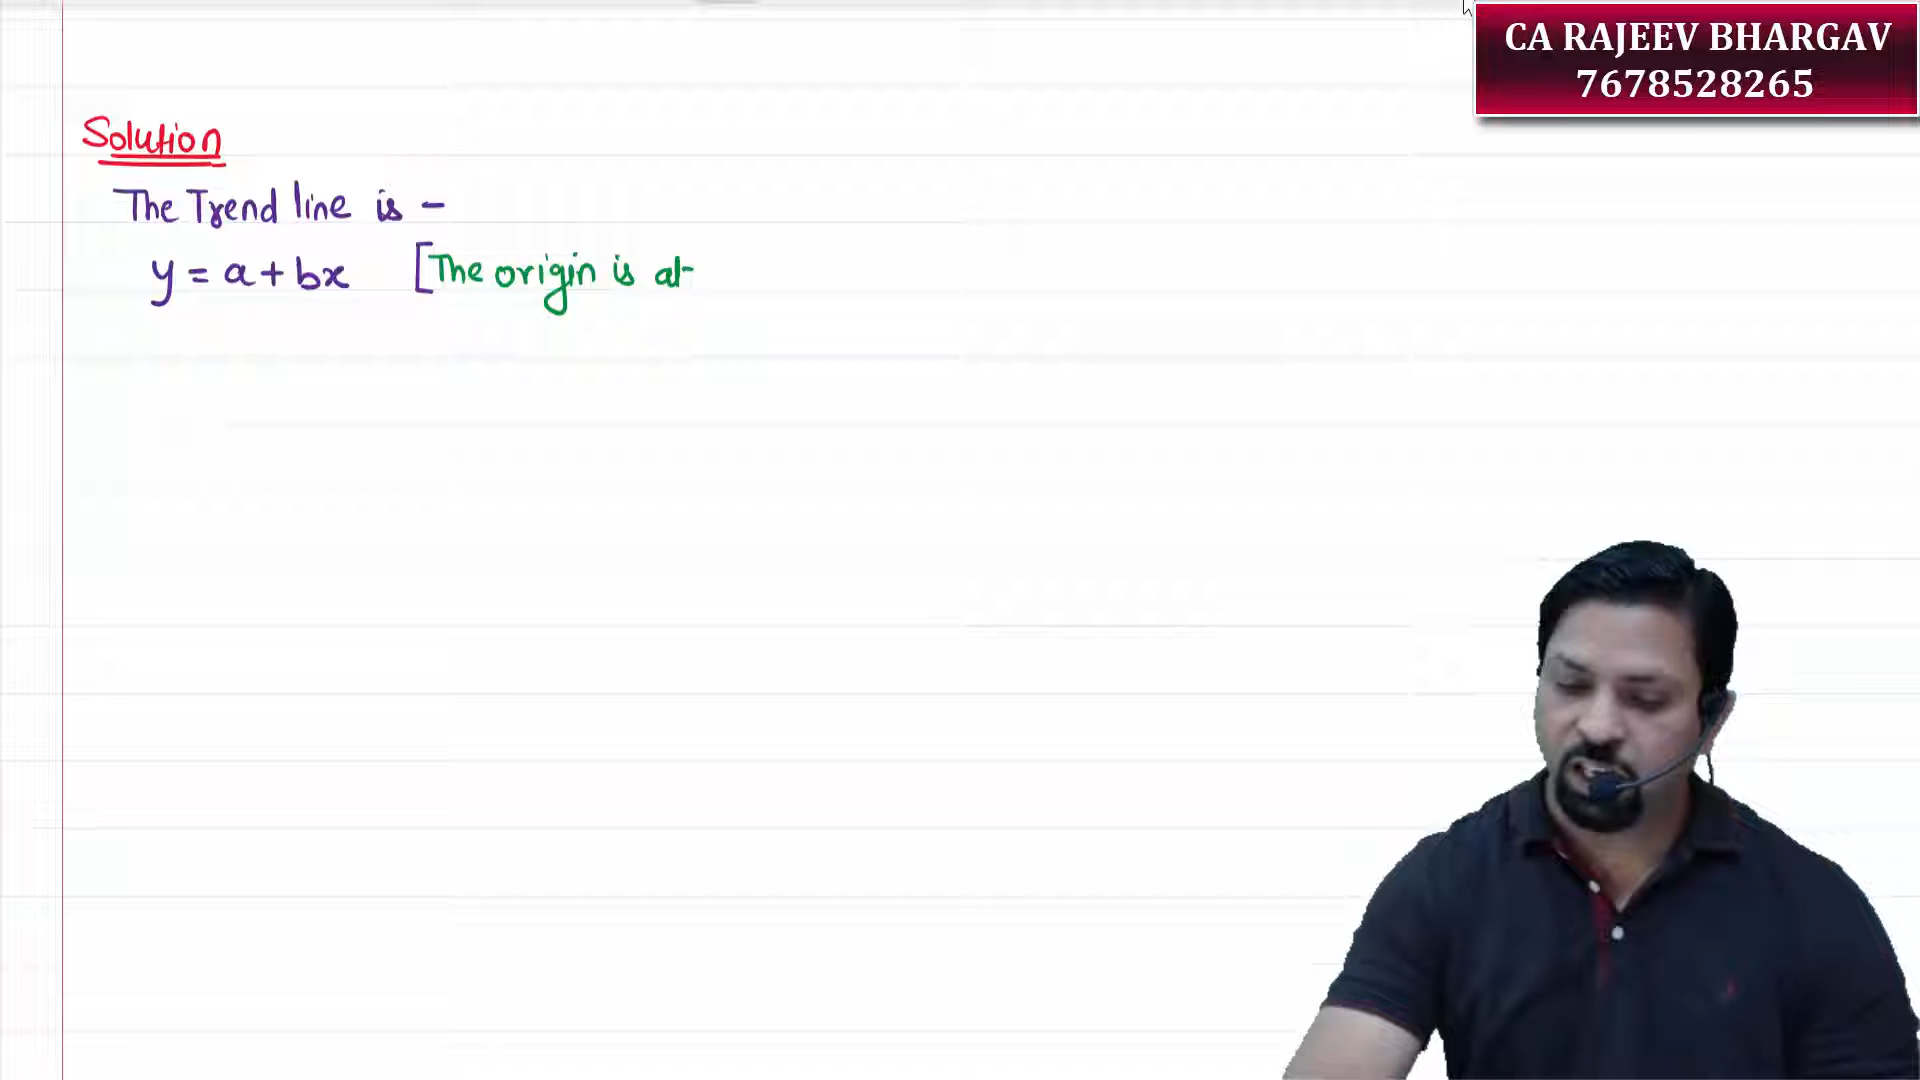 CA RAJEEV BHARGAV
7678528265
Solution
The Trend line is -
y = a + bx [The origin is at